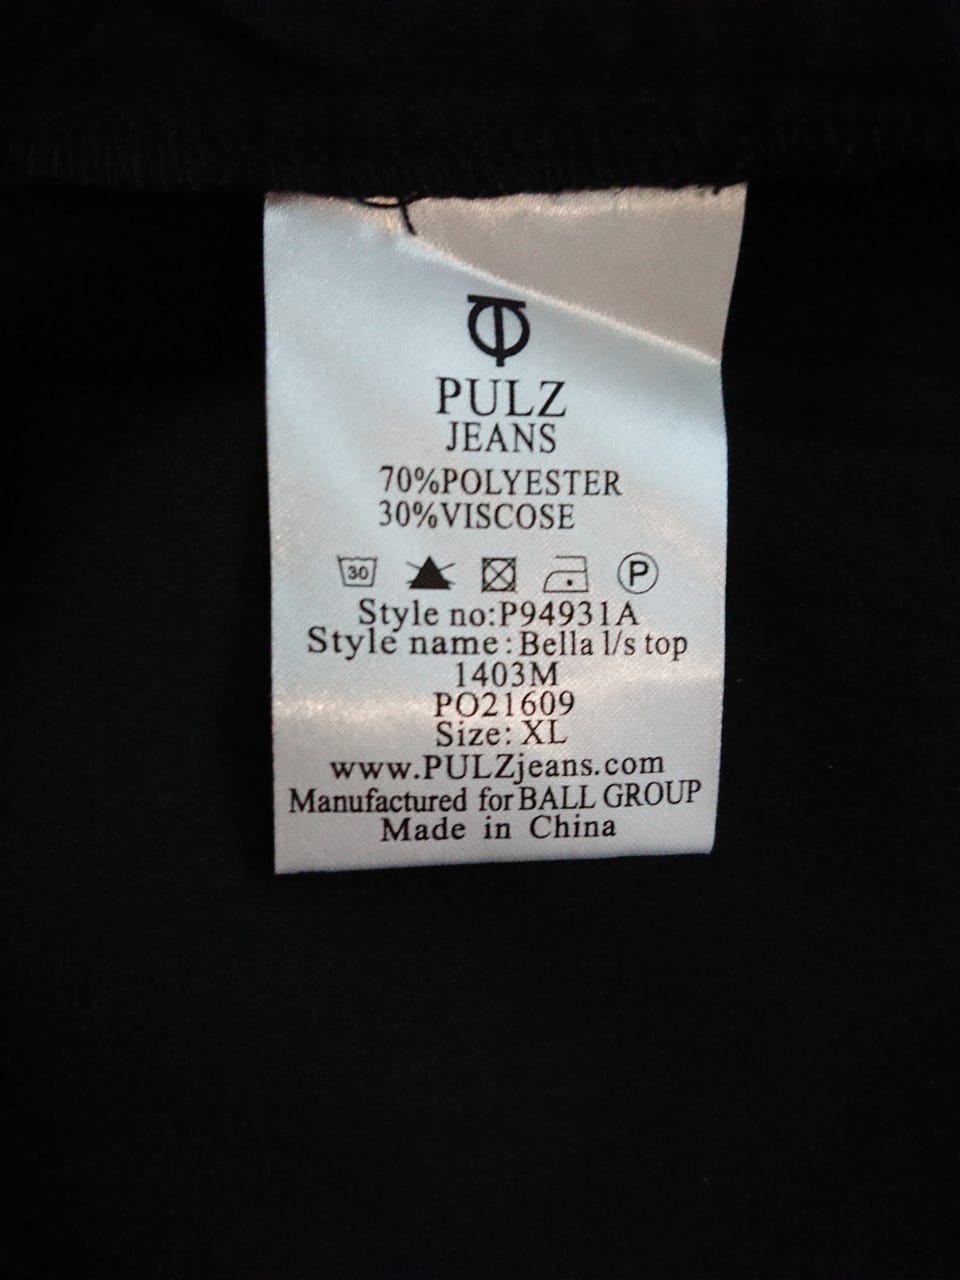 PULZ
JEANS
70%POLYESTER
30%VISCOSE
30 P
Style no:P94931A
Style name:Bella l/s top
1403M
PO21609
Size: XL
www.PULZjeans.com
Manufactured for BALL GROUP
Made in China